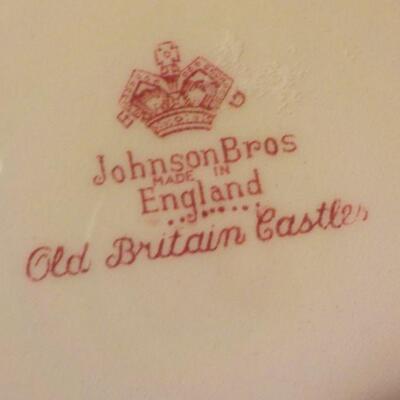 Johnson Bros
MADE IN
England
Old Britain Castles